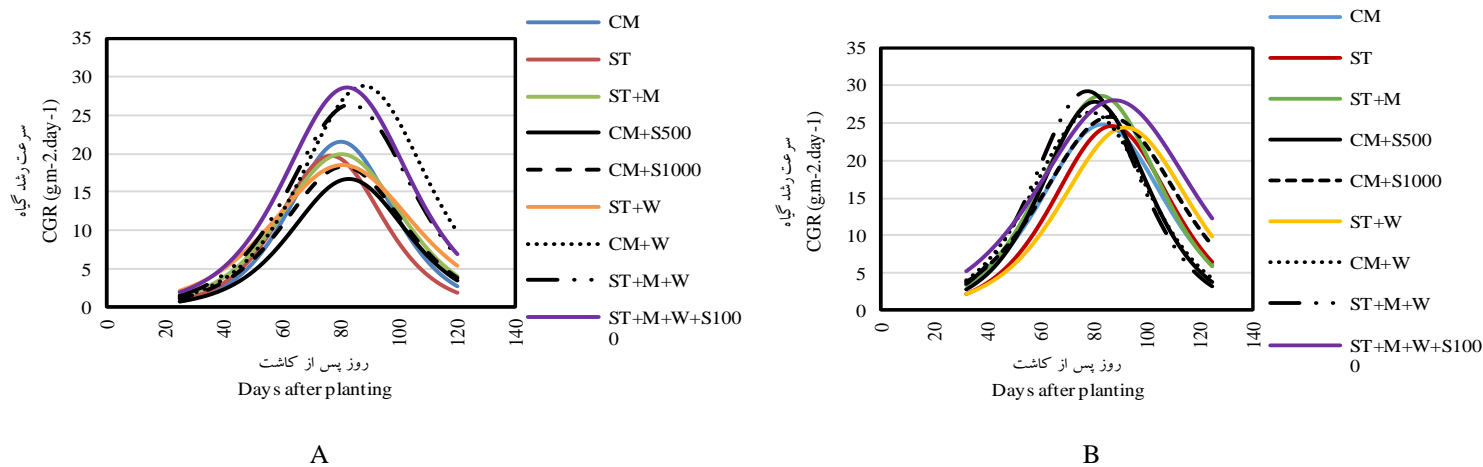 سرعت رشد گیاه
CGR (g.m-2.day-1)
35
30
25
20
15
10
5
0
0
20
40
60
80
100
120
140
روز پس از کاشت
Days after planting
CM
ST
ST+M
CM+S500
CM+S1000
ST+W
CM+W
ST+M+W
ST+M+W+S100
0
A
سرعت رشد گیاه
CGR (g.m-2.day-1)
35
30
25
20
15
10
5
0
0
20
40
60
80
100
120
140
روز پس از کاشت
Days after planting
CM
ST
ST+M
CM+S500
CM+S1000
ST+W
CM+W
ST+M+W
ST+M+W+S100
0
B